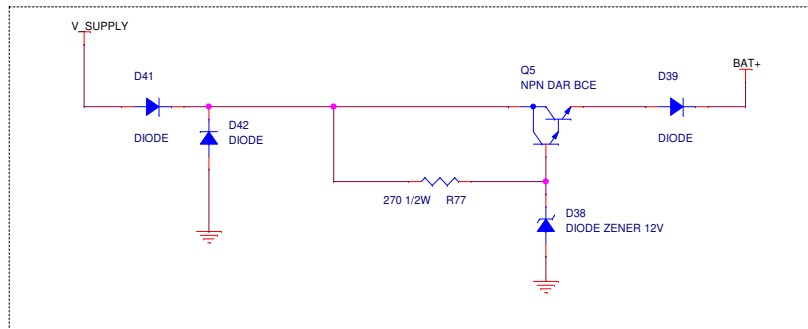 V_SUPPLY
D41
DIODE
D42
DIODE
Q5
NPN DAR BCE
D39
DIODE
BAT+
270 1/2W R77
D38
DIODE ZENER 12V